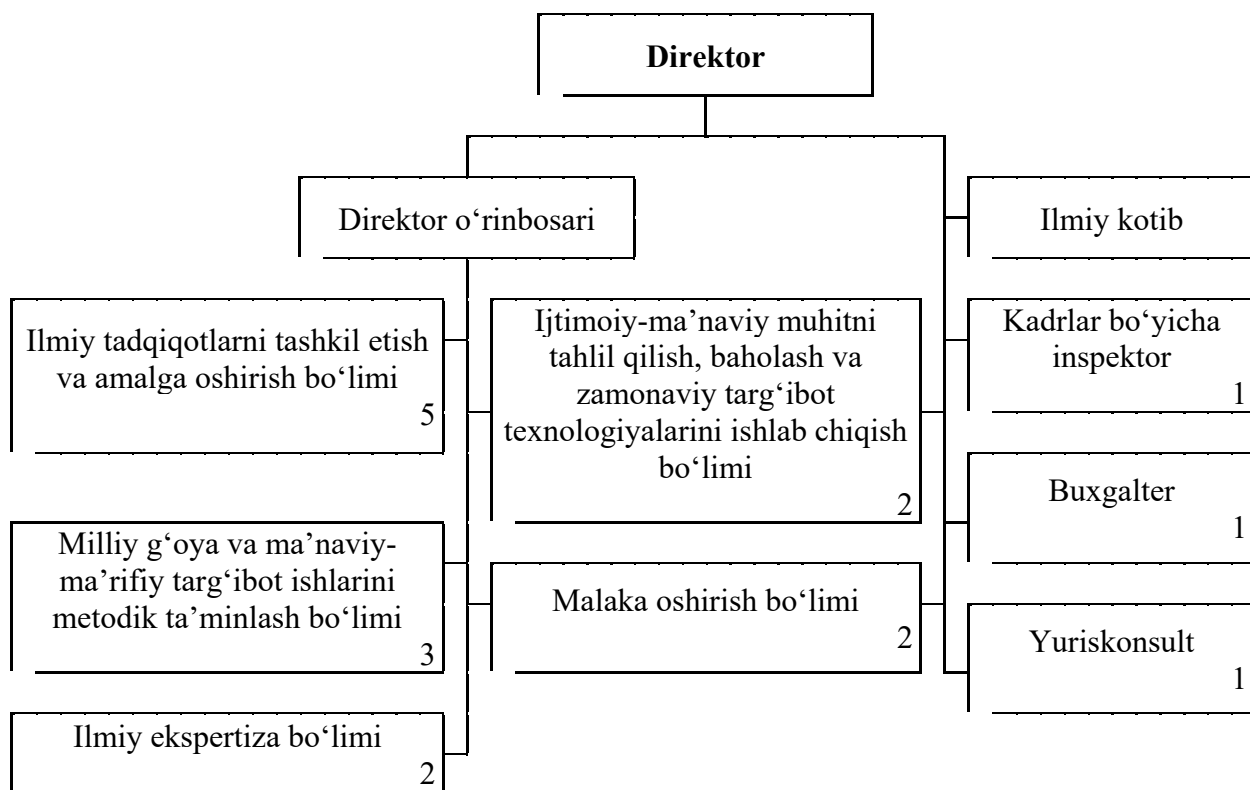 Direktor
Direktor o‘rinbosari
Ilmiy kotib
Ilmiy tadqiqotlarni tashkil etish
va amalga oshirish bo‘limi
5
Ijtimoiy-ma’naviy muhitni
tahlil qilish, baholash va
zamonaviy targ‘ibot
texnologiyalarini ishlab chiqish
bo‘limi
2
Kadrlar bo‘yicha
inspektor
1
Buxgalter
1
Milliy g‘oya va ma’naviy-
ma’rifiy targ‘ibot ishlarini
metodik ta’minlash bo‘limi
3
Malaka oshirish bo‘limi
2
Yuriskonsult
1
Ilmiy ekspertiza bo‘limi
2